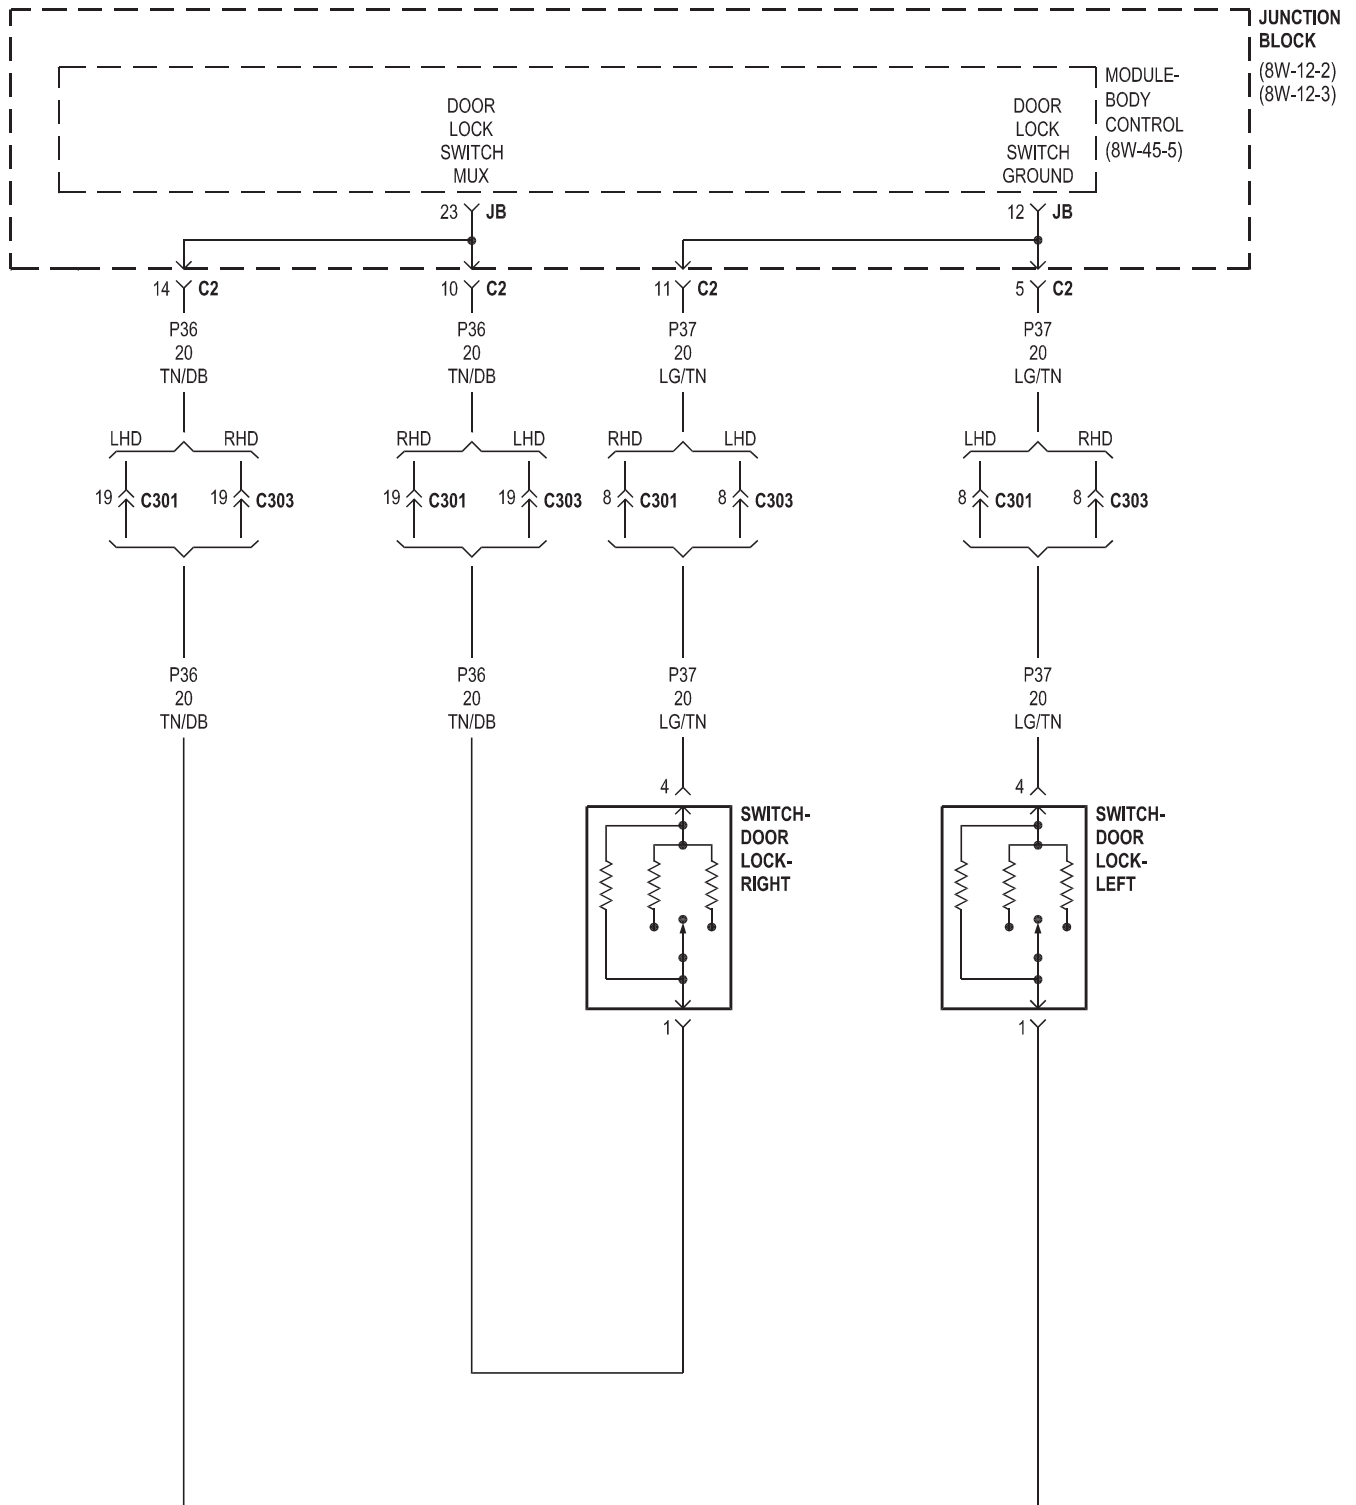 JUNCTION
BLOCK
(8W-12-2)
(8W-12-3)
MODULE-
BODY
CONTROL
(8W-45-5)
DOOR
LOCK
SWITCH
MUX
DOOR
LOCK
SWITCH
GROUND
23 JB
12 JB
14 C2
10 C2
11 C2
5 C2
P36
20
TN/DB
P36
20
TN/DB
P37
20
LG/TN
P37
20
LG/TN
LHD RHD
RHD LHD
RHD LHD
LHD RHD
19 C301 19 C303
19 C301 19 C303
8 C301 8 C303
8 C301 8 C303
P36
20
TN/DB
P36
20
TN/DB
P37
20
LG/TN
P37
20
LG/TN
4
SWITCH-
DOOR
LOCK-
RIGHT
1
4
SWITCH-
DOOR
LOCK-
LEFT
1